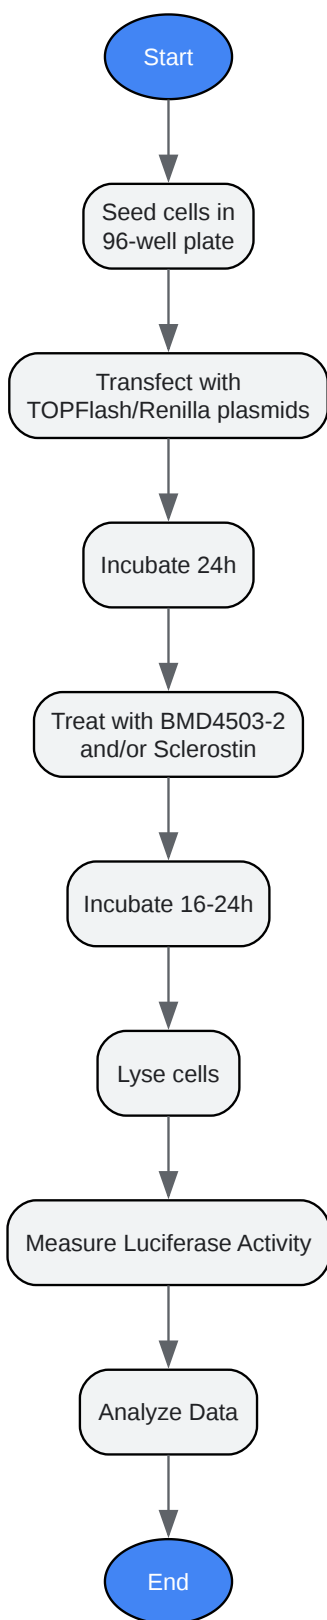 Start
Seed cells in
96-well plate
Transfect with
TOPFlash/Renilla plasmids
Incubate 24h
Treat with BMD4503-2
and/or Sclerostin
Incubate 16-24h
Lyse cells
Measure Luciferase Activity
Analyze Data
End